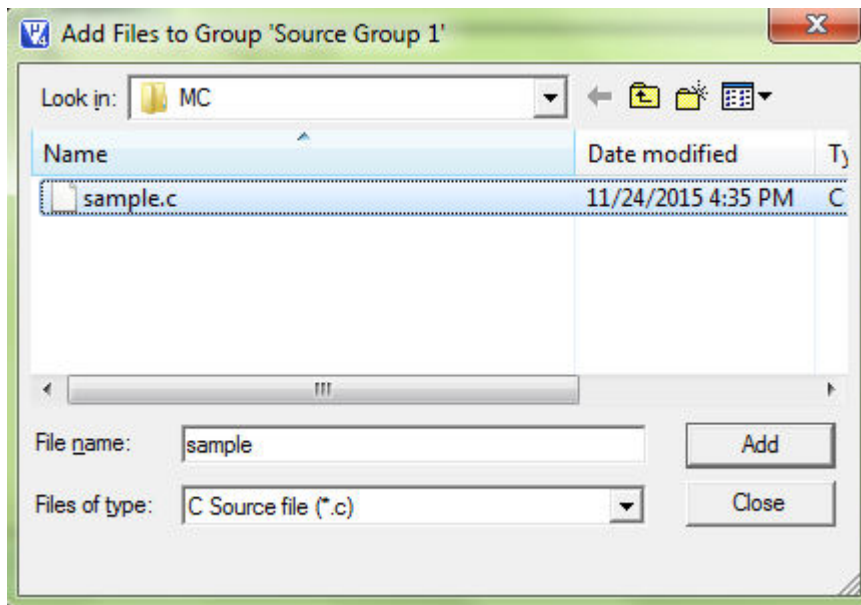 Add Files to Group 'Source Group 1'
Look in: MC
Name Date modified Ty
sample.c 11/24/2015 4:35 PM C
File name: sample Add
Files of type: C Source file (*.c) Close